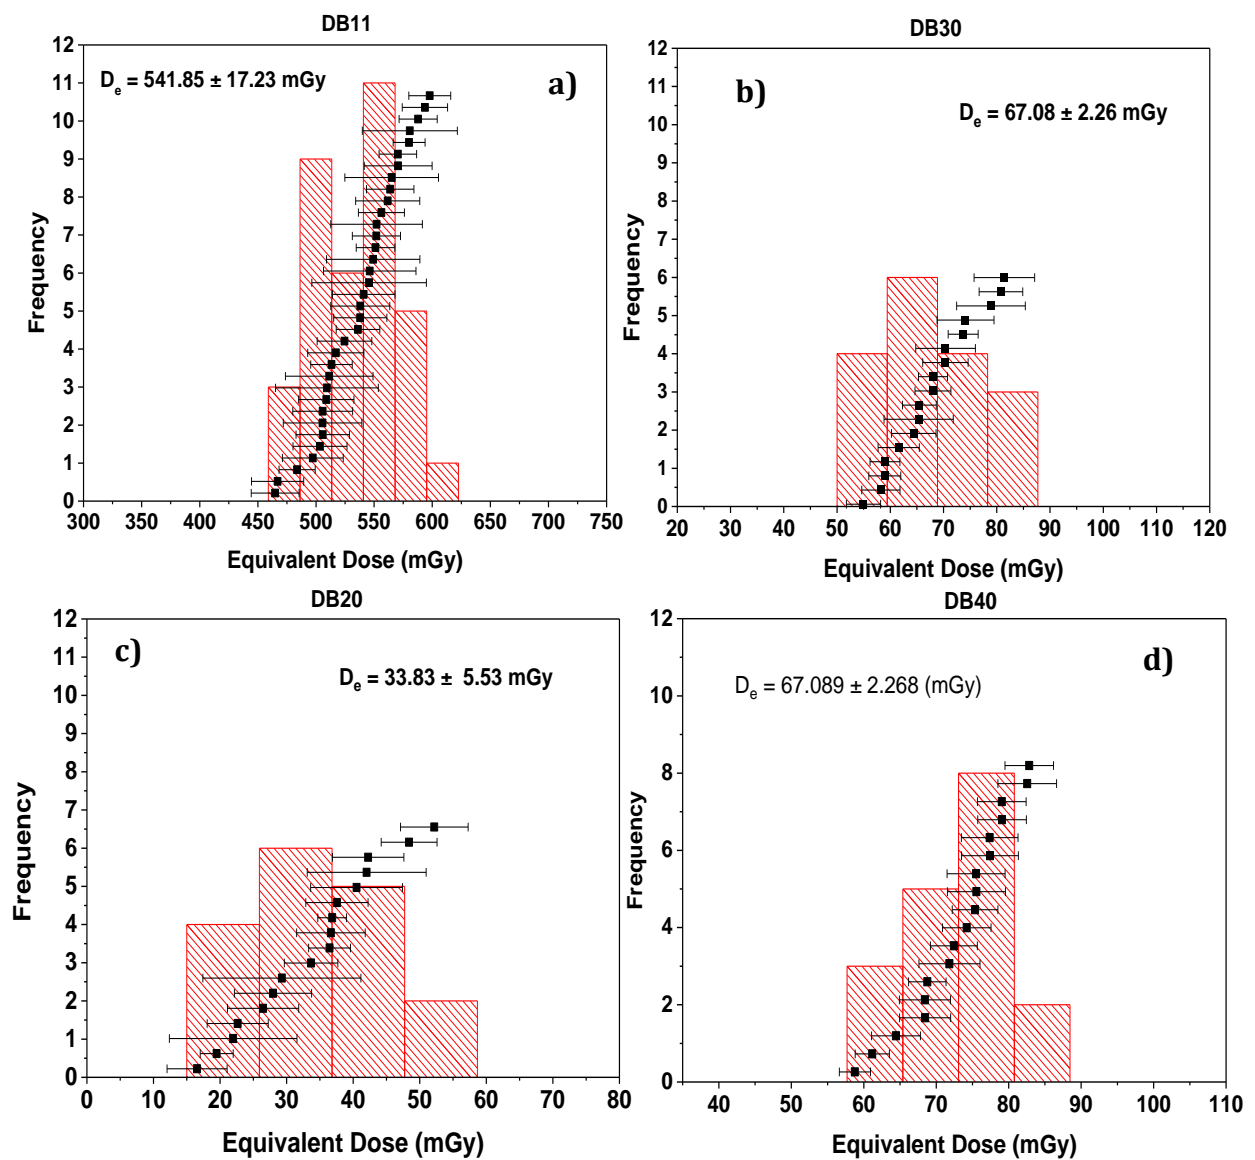 DB11
12
11
10
9
8
7
6
5
4
3
2
1
0
Frequency
Dₑ = 541.85 ± 17.23 mGy
a)
300 350 400 450 500 550 600 650 700 750
Equivalent Dose (mGy)
DB30
12
11
10
9
8
7
6
5
4
3
2
1
0
Frequency
b)
Dₑ = 67.08 ± 2.26 mGy
20 30 40 50 60 70 80 90 100 110 120
Equivalent Dose (mGy)
DB20
12
11
10
9
8
7
6
5
4
3
2
1
0
Frequency
c)
Dₑ = 33.83 ± 5.53 mGy
0 10 20 30 40 50 60 70 80
Equivalent Dose (mGy)
DB40
12
10
8
6
4
2
0
Frequency
d)
Dₑ = 67.089 ± 2.268 (mGy)
40 50 60 70 80 90 100 110
Equivalent Dose (mGy)